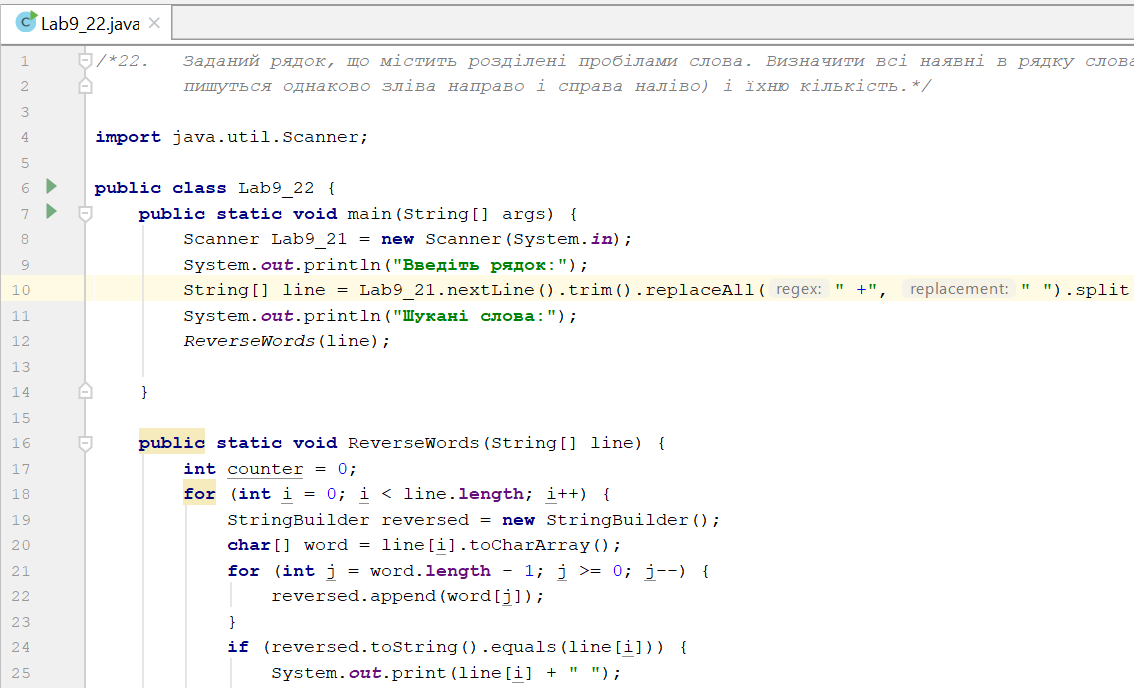 Lab9_22.java
1 /*22. Заданий рядок, що містить розділені пробілами слова. Визначити всі наявні в рядку слова
2 пишуться однаково зліва направо і справа наліво) і їхню кількість.*/
3
4 import java.util.Scanner;
5
6 public class Lab9_22 {
7 public static void main(String[] args) {
8 Scanner Lab9_21 = new Scanner(System.in);
9 System.out.println("Введіть рядок:");
10 String[] line = Lab9_21.nextLine().trim().replaceAll( regex: " +", replacement: " ").split
11 System.out.println("Шукані слова:");
12 ReverseWords(line);
13
14 }
15
16 public static void ReverseWords(String[] line) {
17 int counter = 0;
18 for (int i = 0; i < line.length; i++) {
19 StringBuilder reversed = new StringBuilder();
20 char[] word = line[i].toCharArray();
21 for (int j = word.length - 1; j >= 0; j--) {
22 reversed.append(word[j]);
23 }
24 if (reversed.toString().equals(line[i])) {
25 System.out.print(line[i] + " ");